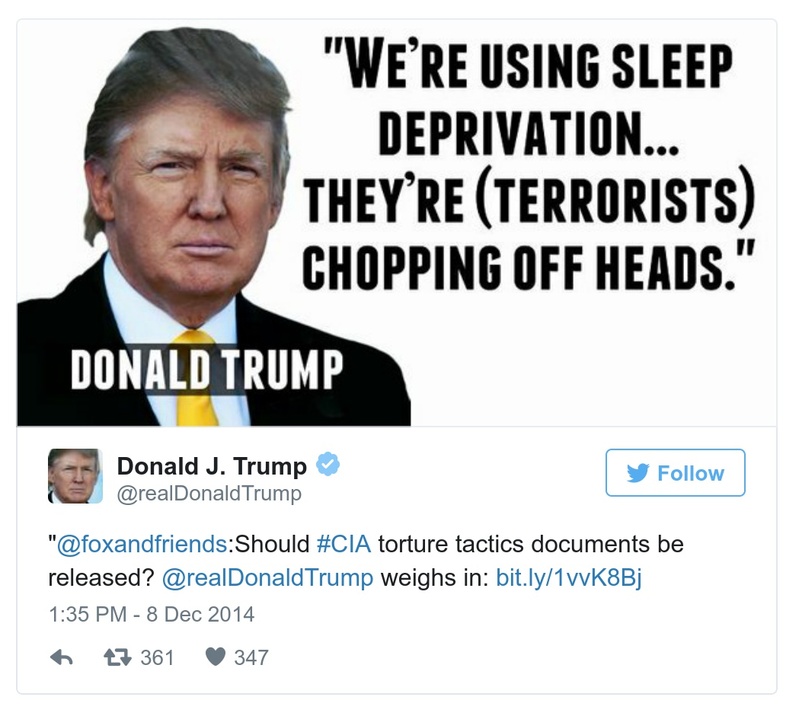 "WE'RE USING SLEEP
DEPRIVATION...
THEY'RE (TERRORISTS)
CHOPPING OFF HEADS."
DONALD TRUMP
Donald J. Trump
@realDonaldTrump
Follow
"@foxandfriends:Should #CIA torture tactics documents be
released? @realDonaldTrump weighs in: bit.ly/1vvK8Bj
1:35 PM - 8 Dec 2014
361 347